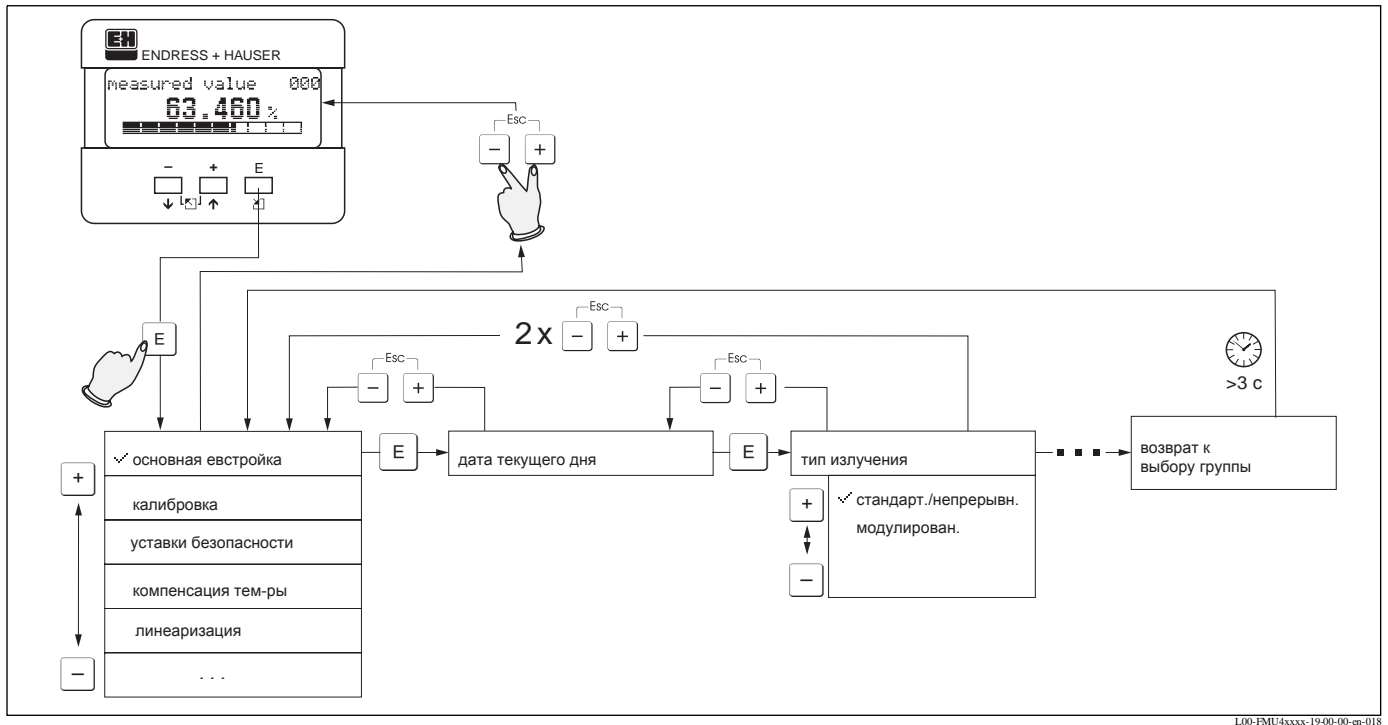 EH
ENDRESS + HAUSER
measured value 000
63.460 %
- + E
Esc
- +
E
Esc
2x - +
Esc
- +
Esc
- +
>3 c
+
-
основная евстройка
калибровка
уставки безопасности
компенсация тем-ры
линеаризация
. . .
E
дата текущего дня
E
тип излучения
+
-
стандарт./непрерывн.
модулирован.
возврат к
выбору группы
L00-FMU4xxxx-19-00-00-en-018